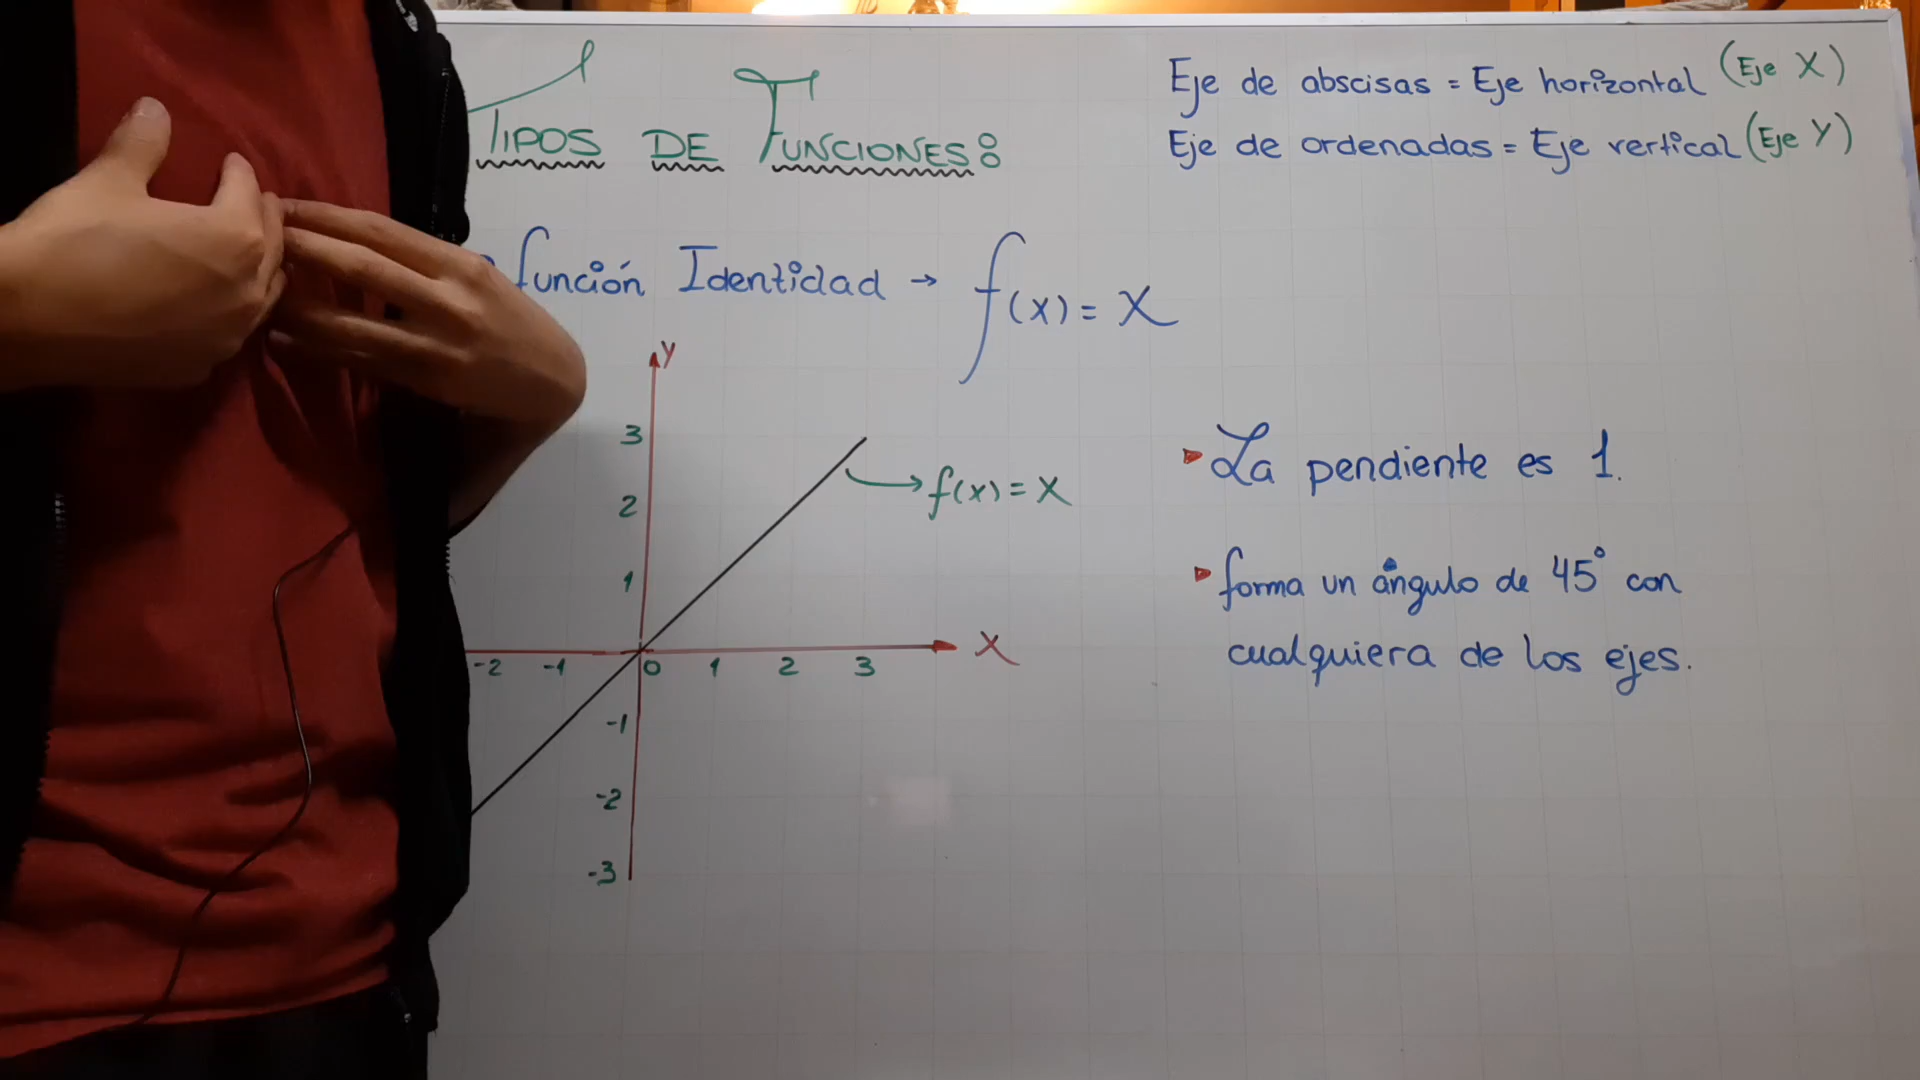 TIPOS DE FUNCIONES:
Eje de abscisas = Eje horizontal (Eje X)
Eje de ordenadas = Eje vertical (Eje Y)
función Identidad → f(x) = X
y
3
2
1
f(x) = X
-2 -1 0 1 2 3 X
-1
-2
-3
La pendiente es 1.
forma un ángulo de 45° con
cualquiera de los ejes.